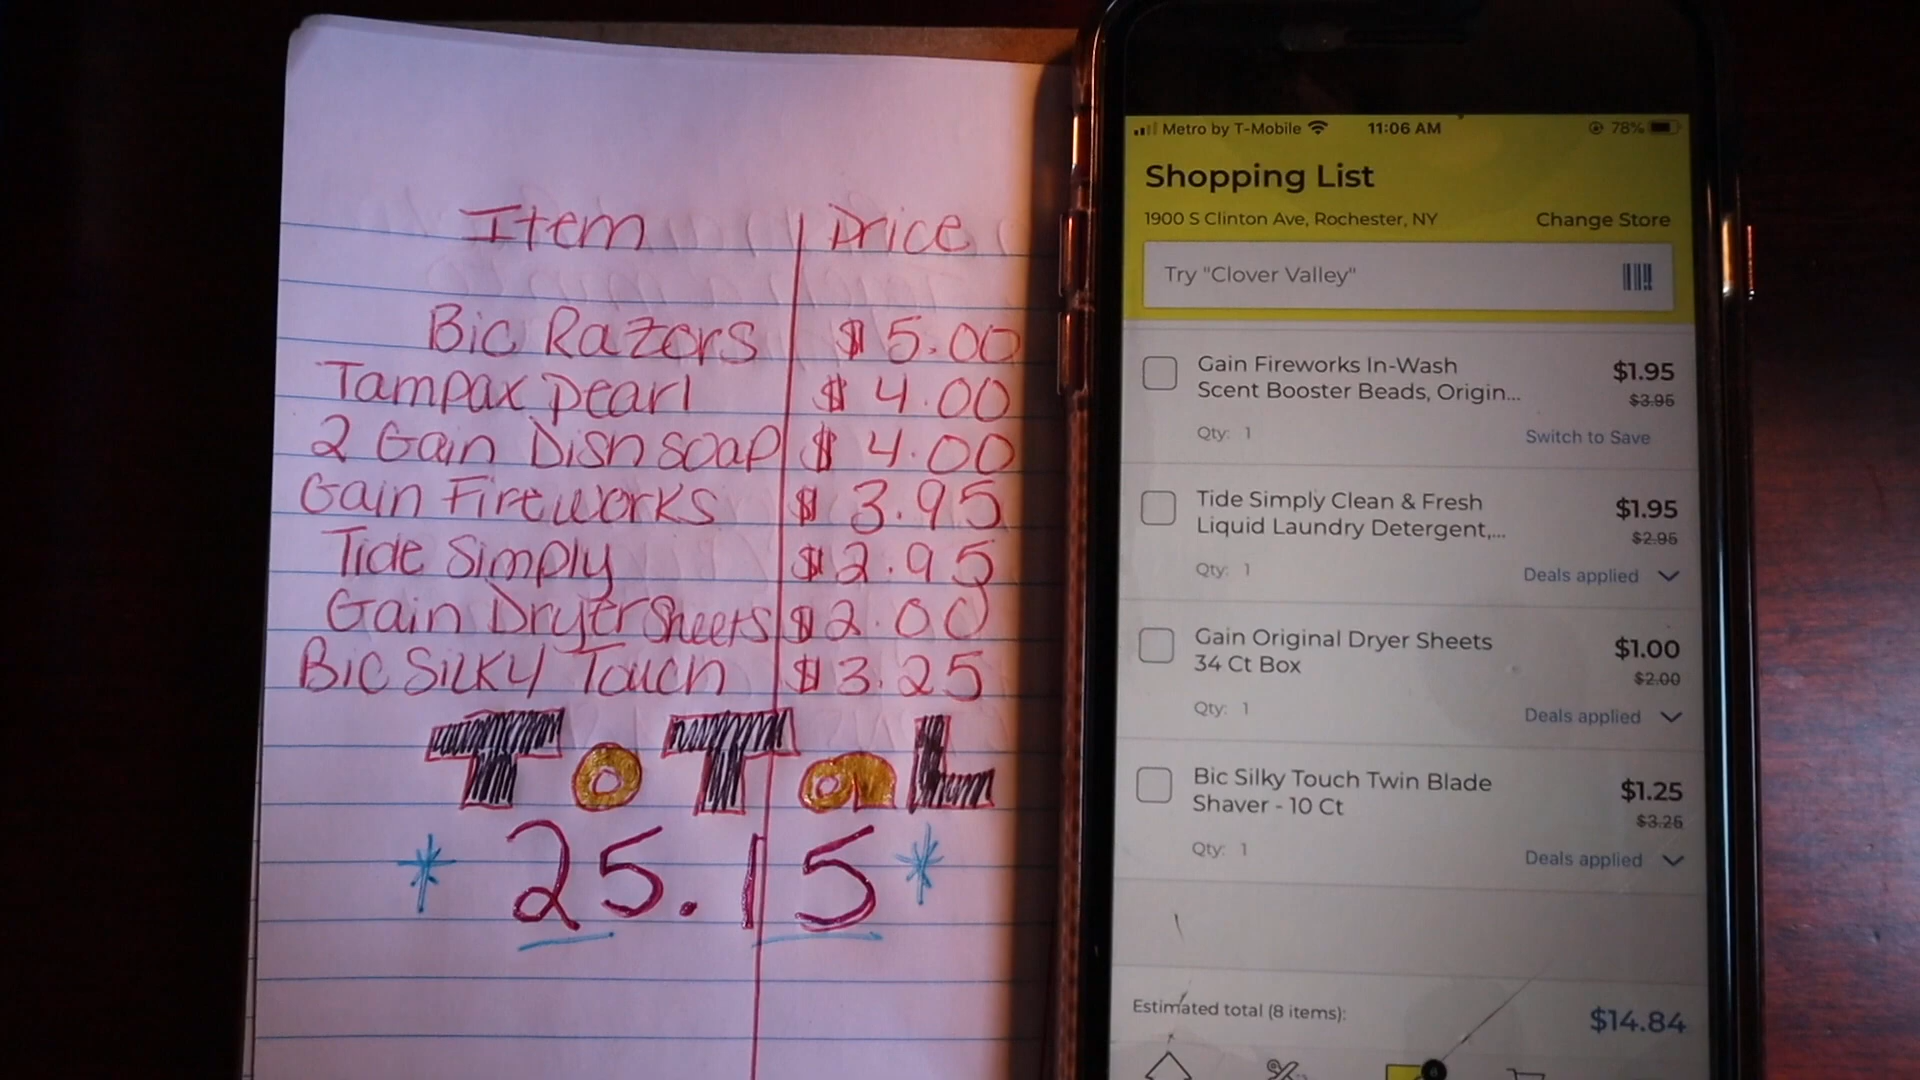 Item Price
Bic Razors $ 5.00
Tampax pearl $ 4.00
2 Gain Dish soap $ 4.00
Gain Fireworks $ 3.95
Tide Simply $ 2.95
Gain Dryer Sheets $ 2.00
Bic SilKy Touch $ 3.25
ToTaL
* 25.15 *
Metro by T-Mobile 11:06 AM 78%
Shopping List
1900 S Clinton Ave, Rochester, NY Change Store
Try "Clover Valley"
Gain Fireworks In-Wash $1.95
Scent Booster Beads, Origin... $3.95
Qty: 1 Switch to Save
Tide Simply Clean & Fresh $1.95
Liquid Laundry Detergent,... $2.95
Qty: 1 Deals applied
Gain Original Dryer Sheets $1.00
34 Ct Box $2.00
Qty: 1 Deals applied
Bic Silky Touch Twin Blade $1.25
Shaver - 10 Ct $3.25
Qty: 1 Deals applied
Estimated total (8 items): $14.84